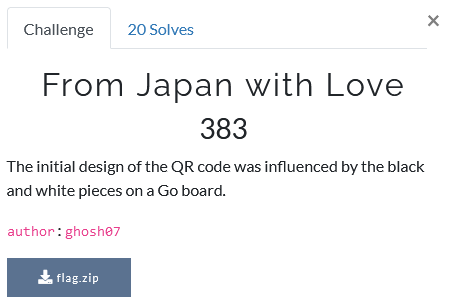 Challenge
20 Solves
×
From Japan with Love
383
The initial design of the QR code was influenced by the black
and white pieces on a Go board.
author:ghosh07
flag.zip